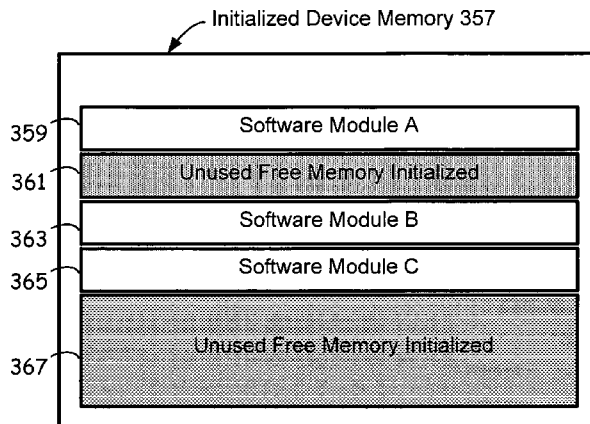 Initialized Device Memory 357
359
Software Module A
361
Unused Free Memory Initialized
363
Software Module B
365
Software Module C
367
Unused Free Memory Initialized